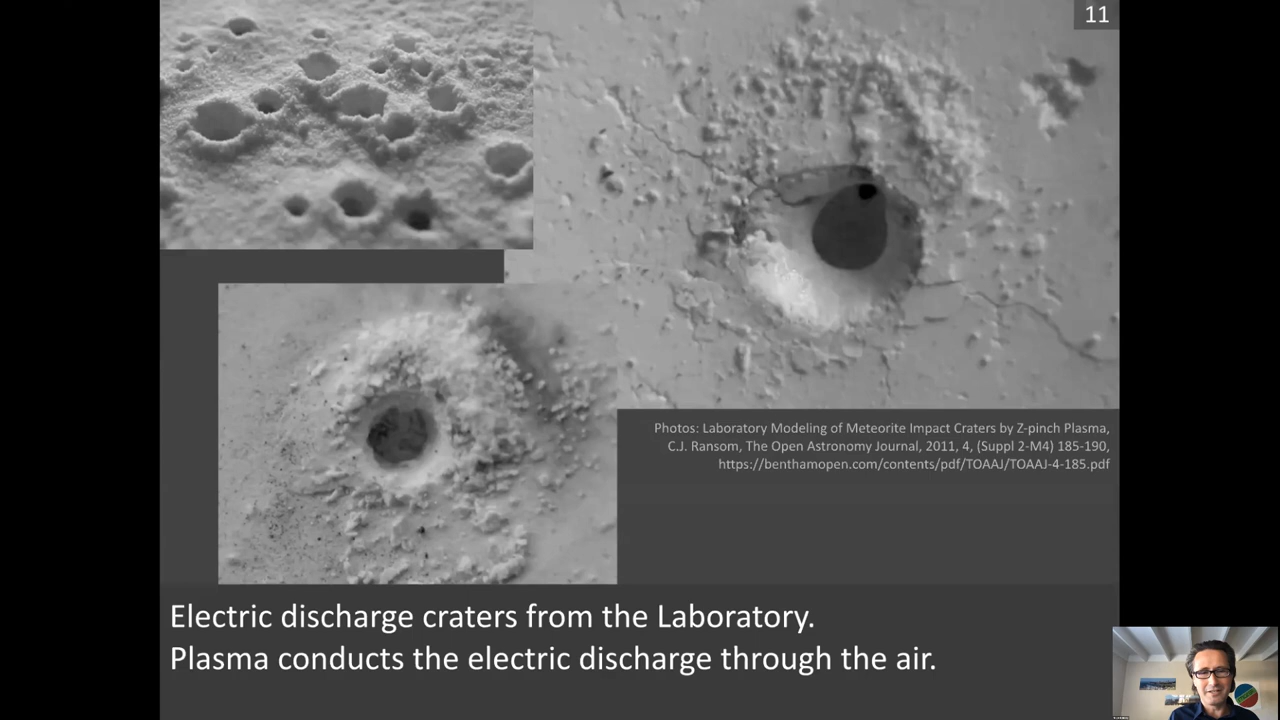 11
Photos: Laboratory Modeling of Meteorite Impact Craters by Z-pinch Plasma,
C.J. Ransom, The Open Astronomy Journal, 2011, 4, (Suppl 2-M4) 185-190,
https://benthamopen.com/contents/pdf/TOAAJ/TOAAJ-4-185.pdf
Electric discharge craters from the Laboratory.
Plasma conducts the electric discharge through the air.